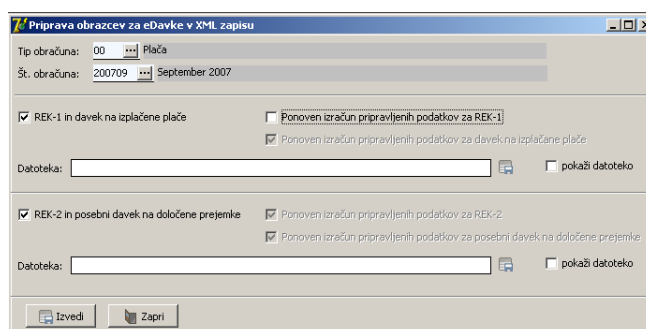 Priprava obrazcev za eDavke v XML zapisu
Tip obračuna: 00 ... Plača
Št. obračuna: 200709 ... September 2007
REK-1 in davek na izplačene plače
Ponoven izračun pripravljenih podatkov za REK-1
Ponoven izračun pripravljenih podatkov za davek na izplačane plače
Datoteka:
pokaži datoteko
REK-2 in posebni davek na določene prejemke
Ponoven izračun pripravljenih podatkov za REK-2
Ponoven izračun pripravljenih podatkov za posebni davek na določene prejemke
Datoteka:
pokaži datoteko
Izvedi
Zapri